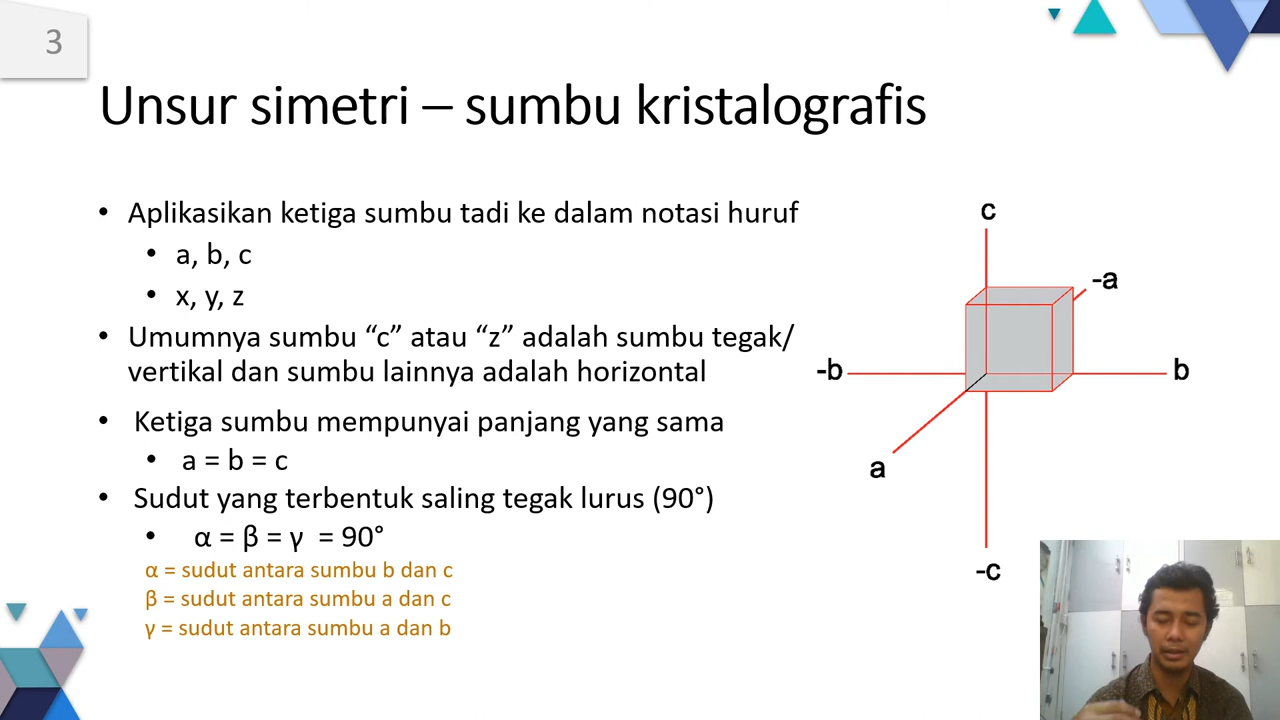 3
Unsur simetri – sumbu kristalografis
• Aplikasikan ketiga sumbu tadi ke dalam notasi huruf
• a, b, c
• x, y, z
• Umumnya sumbu “c” atau “z” adalah sumbu tegak/
vertikal dan sumbu lainnya adalah horizontal
• Ketiga sumbu mempunyai panjang yang sama
• a = b = c
• Sudut yang terbentuk saling tegak lurus (90°)
• α = β = γ = 90°
α = sudut antara sumbu b dan c
β = sudut antara sumbu a dan c
γ = sudut antara sumbu a dan b
c
-a
-b
b
a
-c